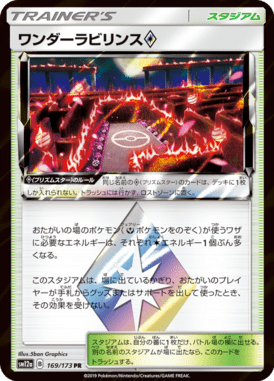 TRAINER'S
スタジアム
ワンダーラビリンス◇
◇(プリズムスター)のルール
同じ名前の◇(プリズムスター)のカードは、デッキに1枚
しか入れられない。トラッシュには行かず、ロストゾーンに置く。
おたがいの場のポケモン(ポケモンをのぞく)が使うワザ
に必要なエネルギーは、それぞれ1個ぶん多く
なる。
このスタジアムは、場に出ているかぎり、おたがいのプレイ
ヤーが手札からグッズまたはサポートを出して使ったとき、
その効果を受けない。
スタジアムは、自分の番に1枚だけ、バトル場の横に出せる。
別の名前のスタジアムが場に出たなら、このカードを
トラッシュする。
Illus.5ban Graphics
sm12a 169/173 PR
©2019 Pokémon/Nintendo/Creatures/GAME FREAK.